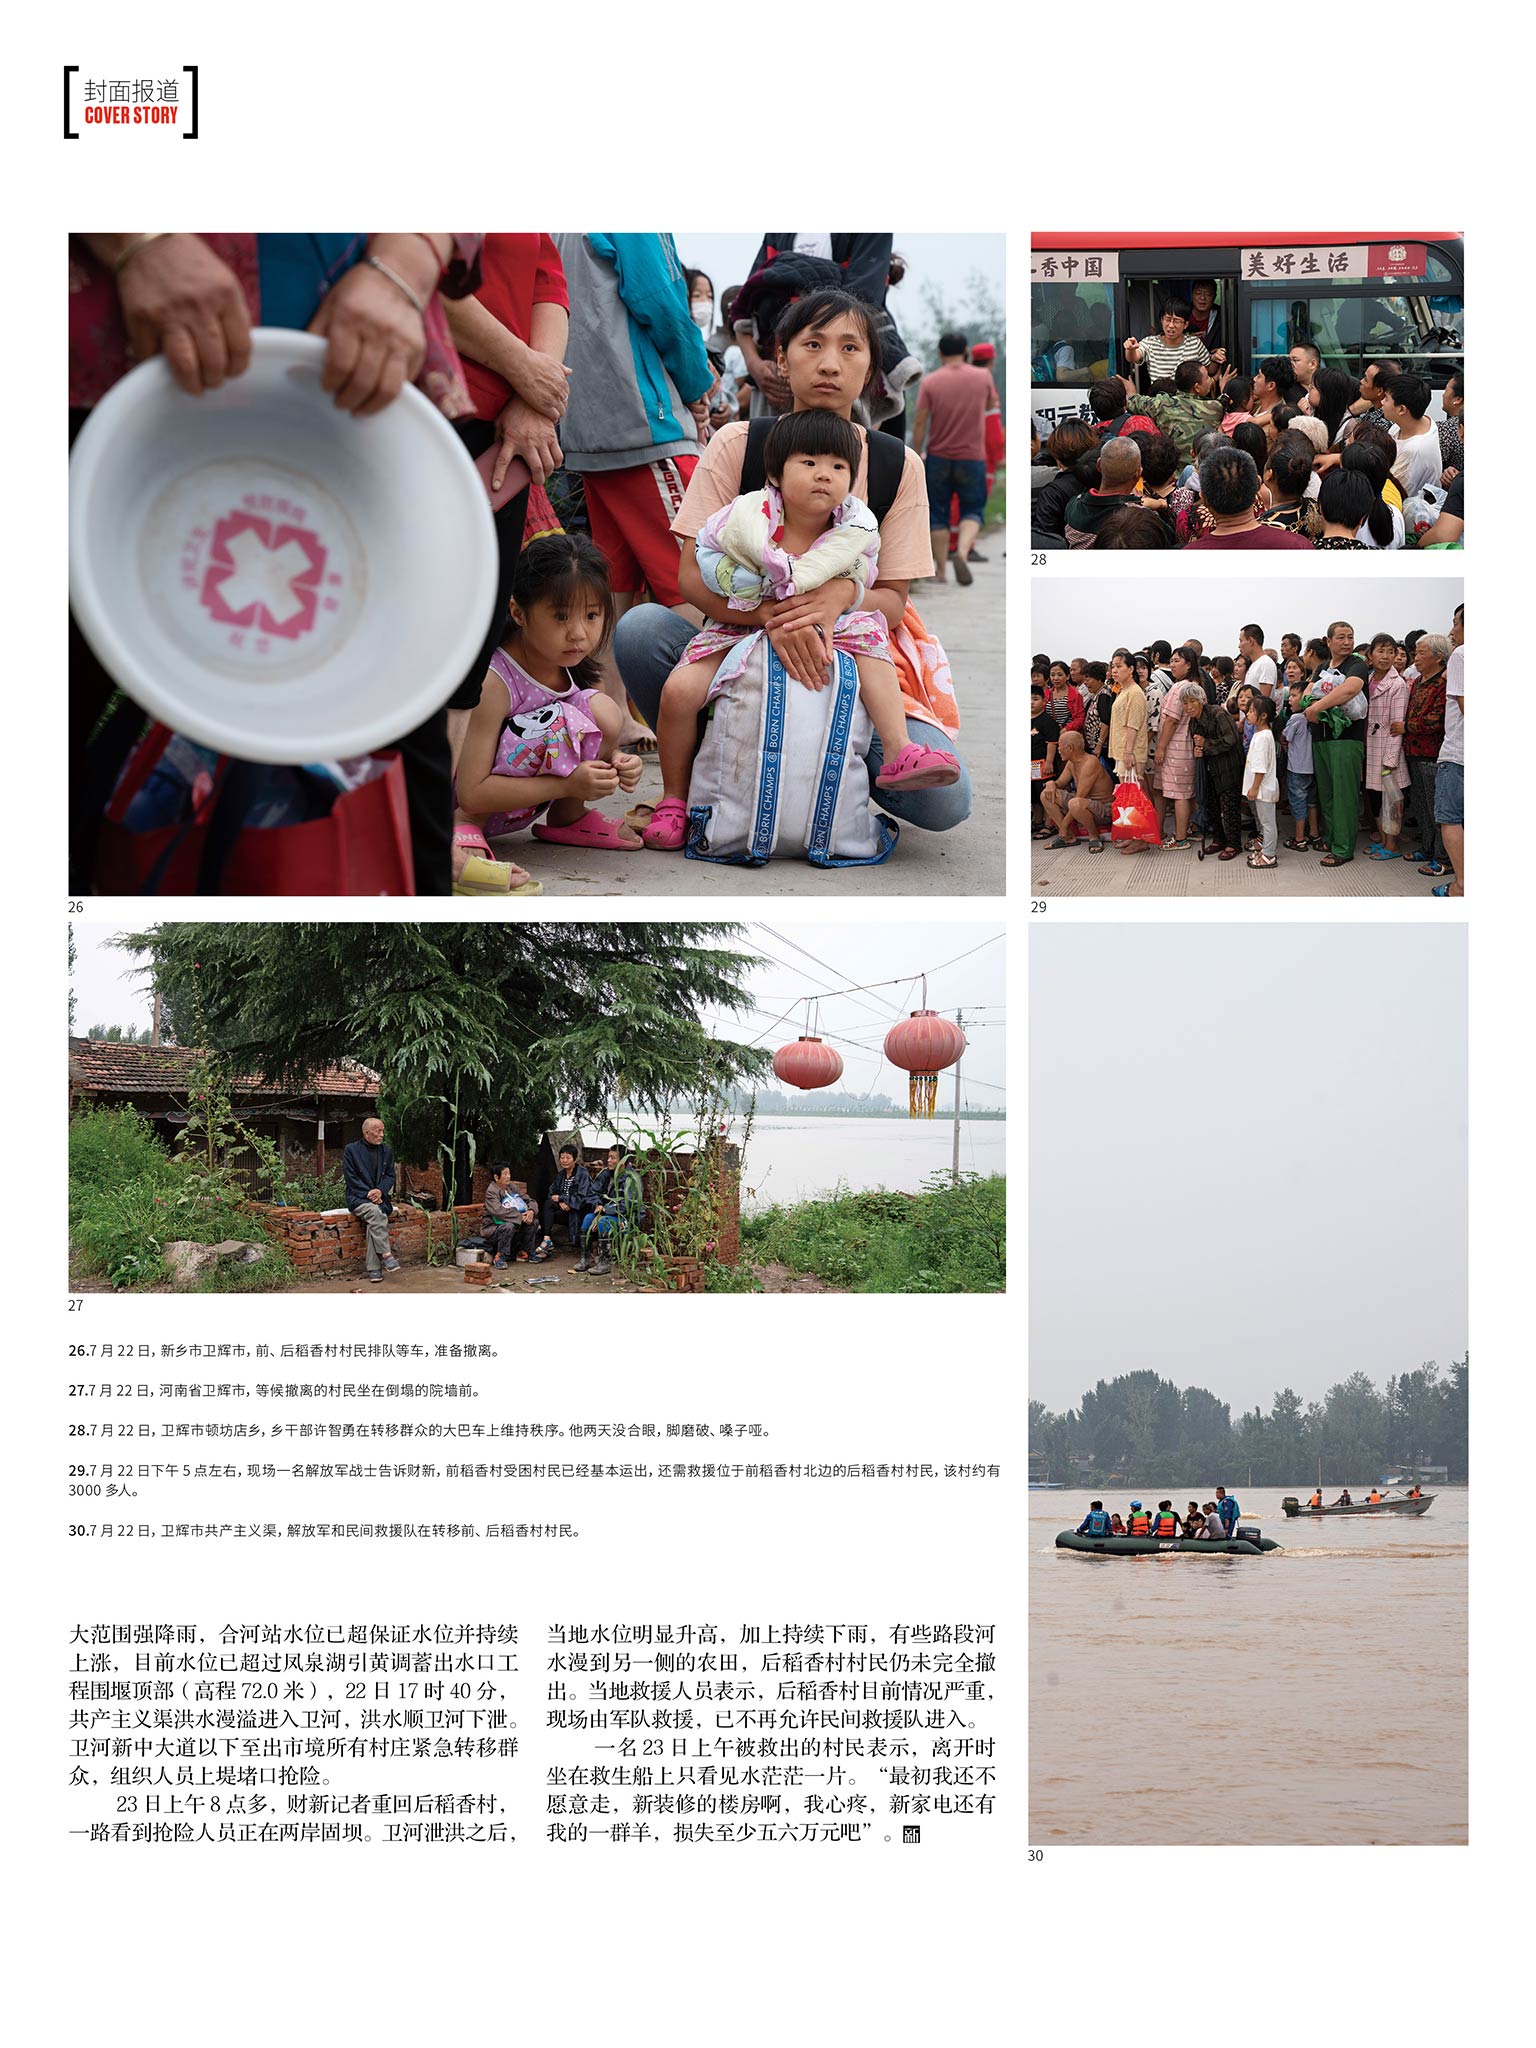 封面报道
COVER STORY
BORN CHAMPS
BORN CHAMPS
BORN CHAMPS
BORN CHAMPS
26
香中国
美好生活
28
29
27
26.7 月 22 日，新乡市卫辉市，前、后稻香村村民排队等车，准备撤离。
27.7 月 22 日，河南省卫辉市，等候撤离的村民坐在倒塌的院墙前。
28.7 月 22 日，卫辉市顿坊店乡，乡干部许智勇在转移群众的大巴车上维持秩序。他两天没合眼，脚磨破、嗓子哑。
29.7 月 22 日下午 5 点左右，现场一名解放军战士告诉财新，前稻香村受困村民已经基本运出，还需救援位于前稻香村北边的后稻香村村民，该村约有
3000 多人。
30.7 月 22 日，卫辉市共产主义渠，解放军和民间救援队在转移前、后稻香村村民。
大范围强降雨，合河站水位已超保证水位并持续
上涨，目前水位已超过凤泉湖引黄调蓄出水口工
程围堰顶部（高程 72.0 米），22 日 17 时 40 分，
共产主义渠洪水漫溢进入卫河，洪水顺卫河下泄。
卫河新中大道以下至出市境所有村庄紧急转移群
众，组织人员上堤堵口抢险。
23 日上午 8 点多，财新记者重回后稻香村，
一路看到抢险人员正在两岸固坝。卫河泄洪之后，
当地水位明显升高，加上持续下雨，有些路段河
水漫到另一侧的农田，后稻香村村民仍未完全撤
出。当地救援人员表示，后稻香村目前情况严重，
现场由军队救援，已不再允许民间救援队进入。
一名 23 日上午被救出的村民表示，离开时
坐在救生船上只看见水茫茫一片。“最初我还不
愿意走，新装修的楼房啊，我心疼，新家电还有
我的一群羊，损失至少五六万元吧”。
30